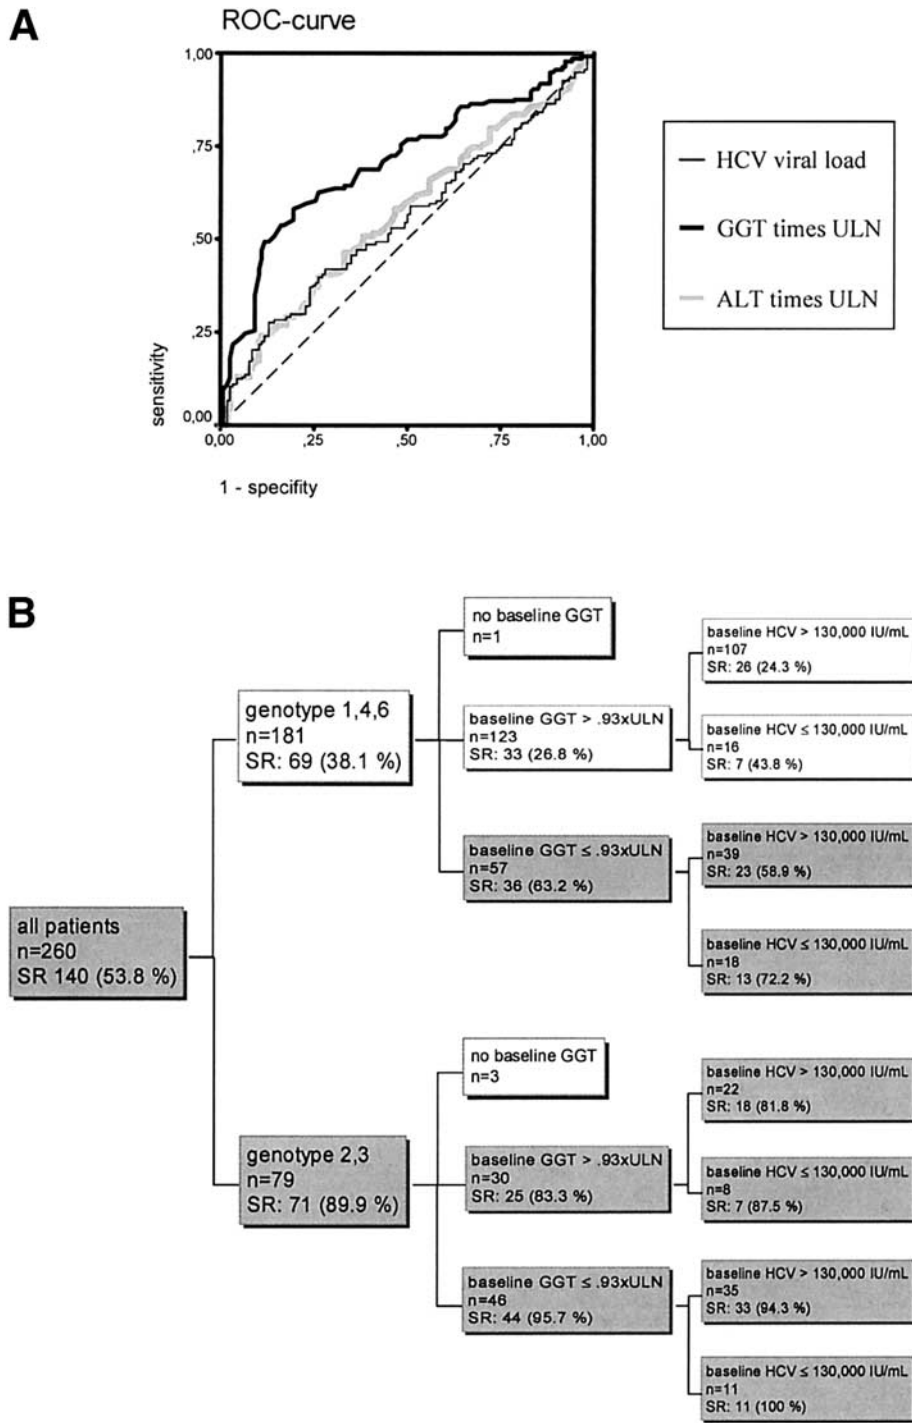 A
ROC-curve
1,00
,75
,50
,25
0,00
0,00
,25
,50
,75
1,00
sensitivity
1 - specifity
HCV viral load
GGT times ULN
ALT times ULN
B
all patients
n=260
SR 140 (53.8 %)
genotype 1,4,6
n=181
SR: 69 (38.1 %)
no baseline GGT
n=1
baseline GGT > .93xULN
n=123
SR: 33 (26.8 %)
baseline HCV > 130,000 IU/mL
n=107
SR: 26 (24.3 %)
baseline HCV ≤ 130,000 IU/mL
n=16
SR: 7 (43.8 %)
baseline GGT ≤ .93xULN
n=57
SR: 36 (63.2 %)
baseline HCV > 130,000 IU/mL
n=39
SR: 23 (58.9 %)
baseline HCV ≤ 130,000 IU/mL
n=18
SR: 13 (72.2 %)
genotype 2,3
n=79
SR: 71 (89.9 %)
no baseline GGT
n=3
baseline GGT > .93xULN
n=30
SR: 25 (83.3 %)
baseline HCV > 130,000 IU/mL
n=22
SR: 18 (81.8 %)
baseline HCV ≤ 130,000 IU/mL
n=8
SR: 7 (87.5 %)
baseline GGT ≤ .93xULN
n=46
SR: 44 (95.7 %)
baseline HCV > 130,000 IU/mL
n=35
SR: 33 (94.3 %)
baseline HCV ≤ 130,000 IU/mL
n=11
SR: 11 (100 %)